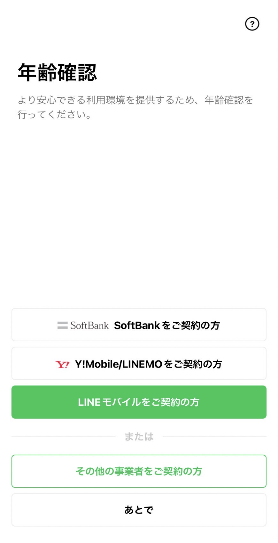 ?
年齢確認
より安心できる利用環境を提供するため、年齢確認を
行ってください。
SoftBank SoftBankをご契約の方
Y! Y!Mobile/LINEMOをご契約の方
LINEモバイルをご契約の方
または
その他の事業者をご契約の方
あとで